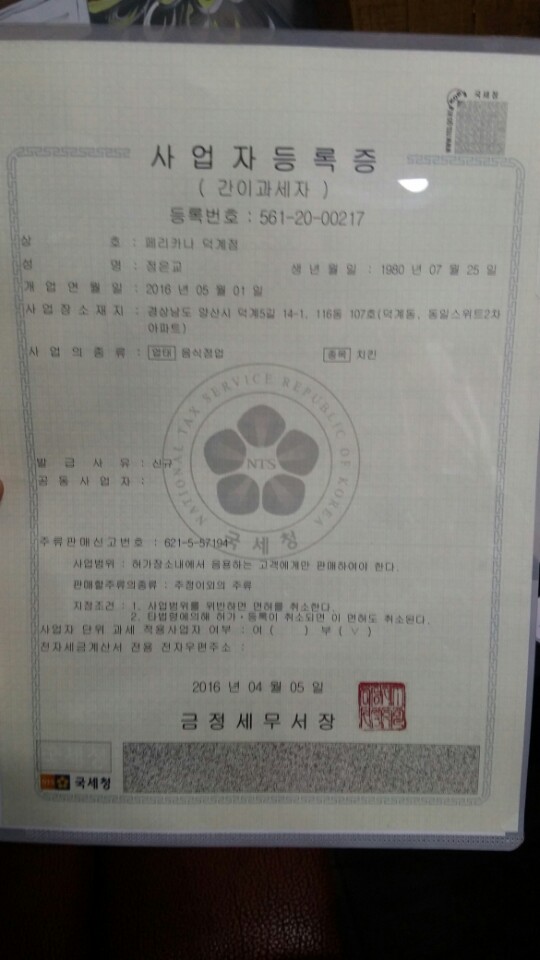 국세청
사업자등록증
( 간이과세자 )
등록번호 : 561-20-00217
상 호 : 페리카나 덕계점
성 명 : 정은교 생 년 월 일 : 1980 년 07 월 25 일
개 업 연 월 일 : 2016 년 05 월 01 일
사 업 장 소 재 지 : 경상남도 양산시 덕계5길 14-1, 116동 107호(덕계동, 동일스위트2차
아파트)
사 업 의 종 류 : 업태 음식점업 종목 치킨
NATIONAL TAX SERVICE REPUBLIC OF KOREA
NTS
국세청
발 급 사 유 : 신규
공 동 사 업 자 :
주류판매신고번호 : 621-5-57194
사업범위 : 허가장소내에서 음용하는 고객에게만 판매하여야 한다.
판매할주류의종류 : 주정이외의 주류
지정조건 : 1. 사업범위를 위반하면 면허를 취소한다.
2. 타법령에의해 허가·등록이 취소되면 이 면허도 취소된다.
사업자 단위 과세 적용사업자 여부 : 여 ( ) 부 ( ∨ )
전자세금계산서 전용 전자우편주소 :
2016 년 04 월 05 일
금정세무서장
국세청